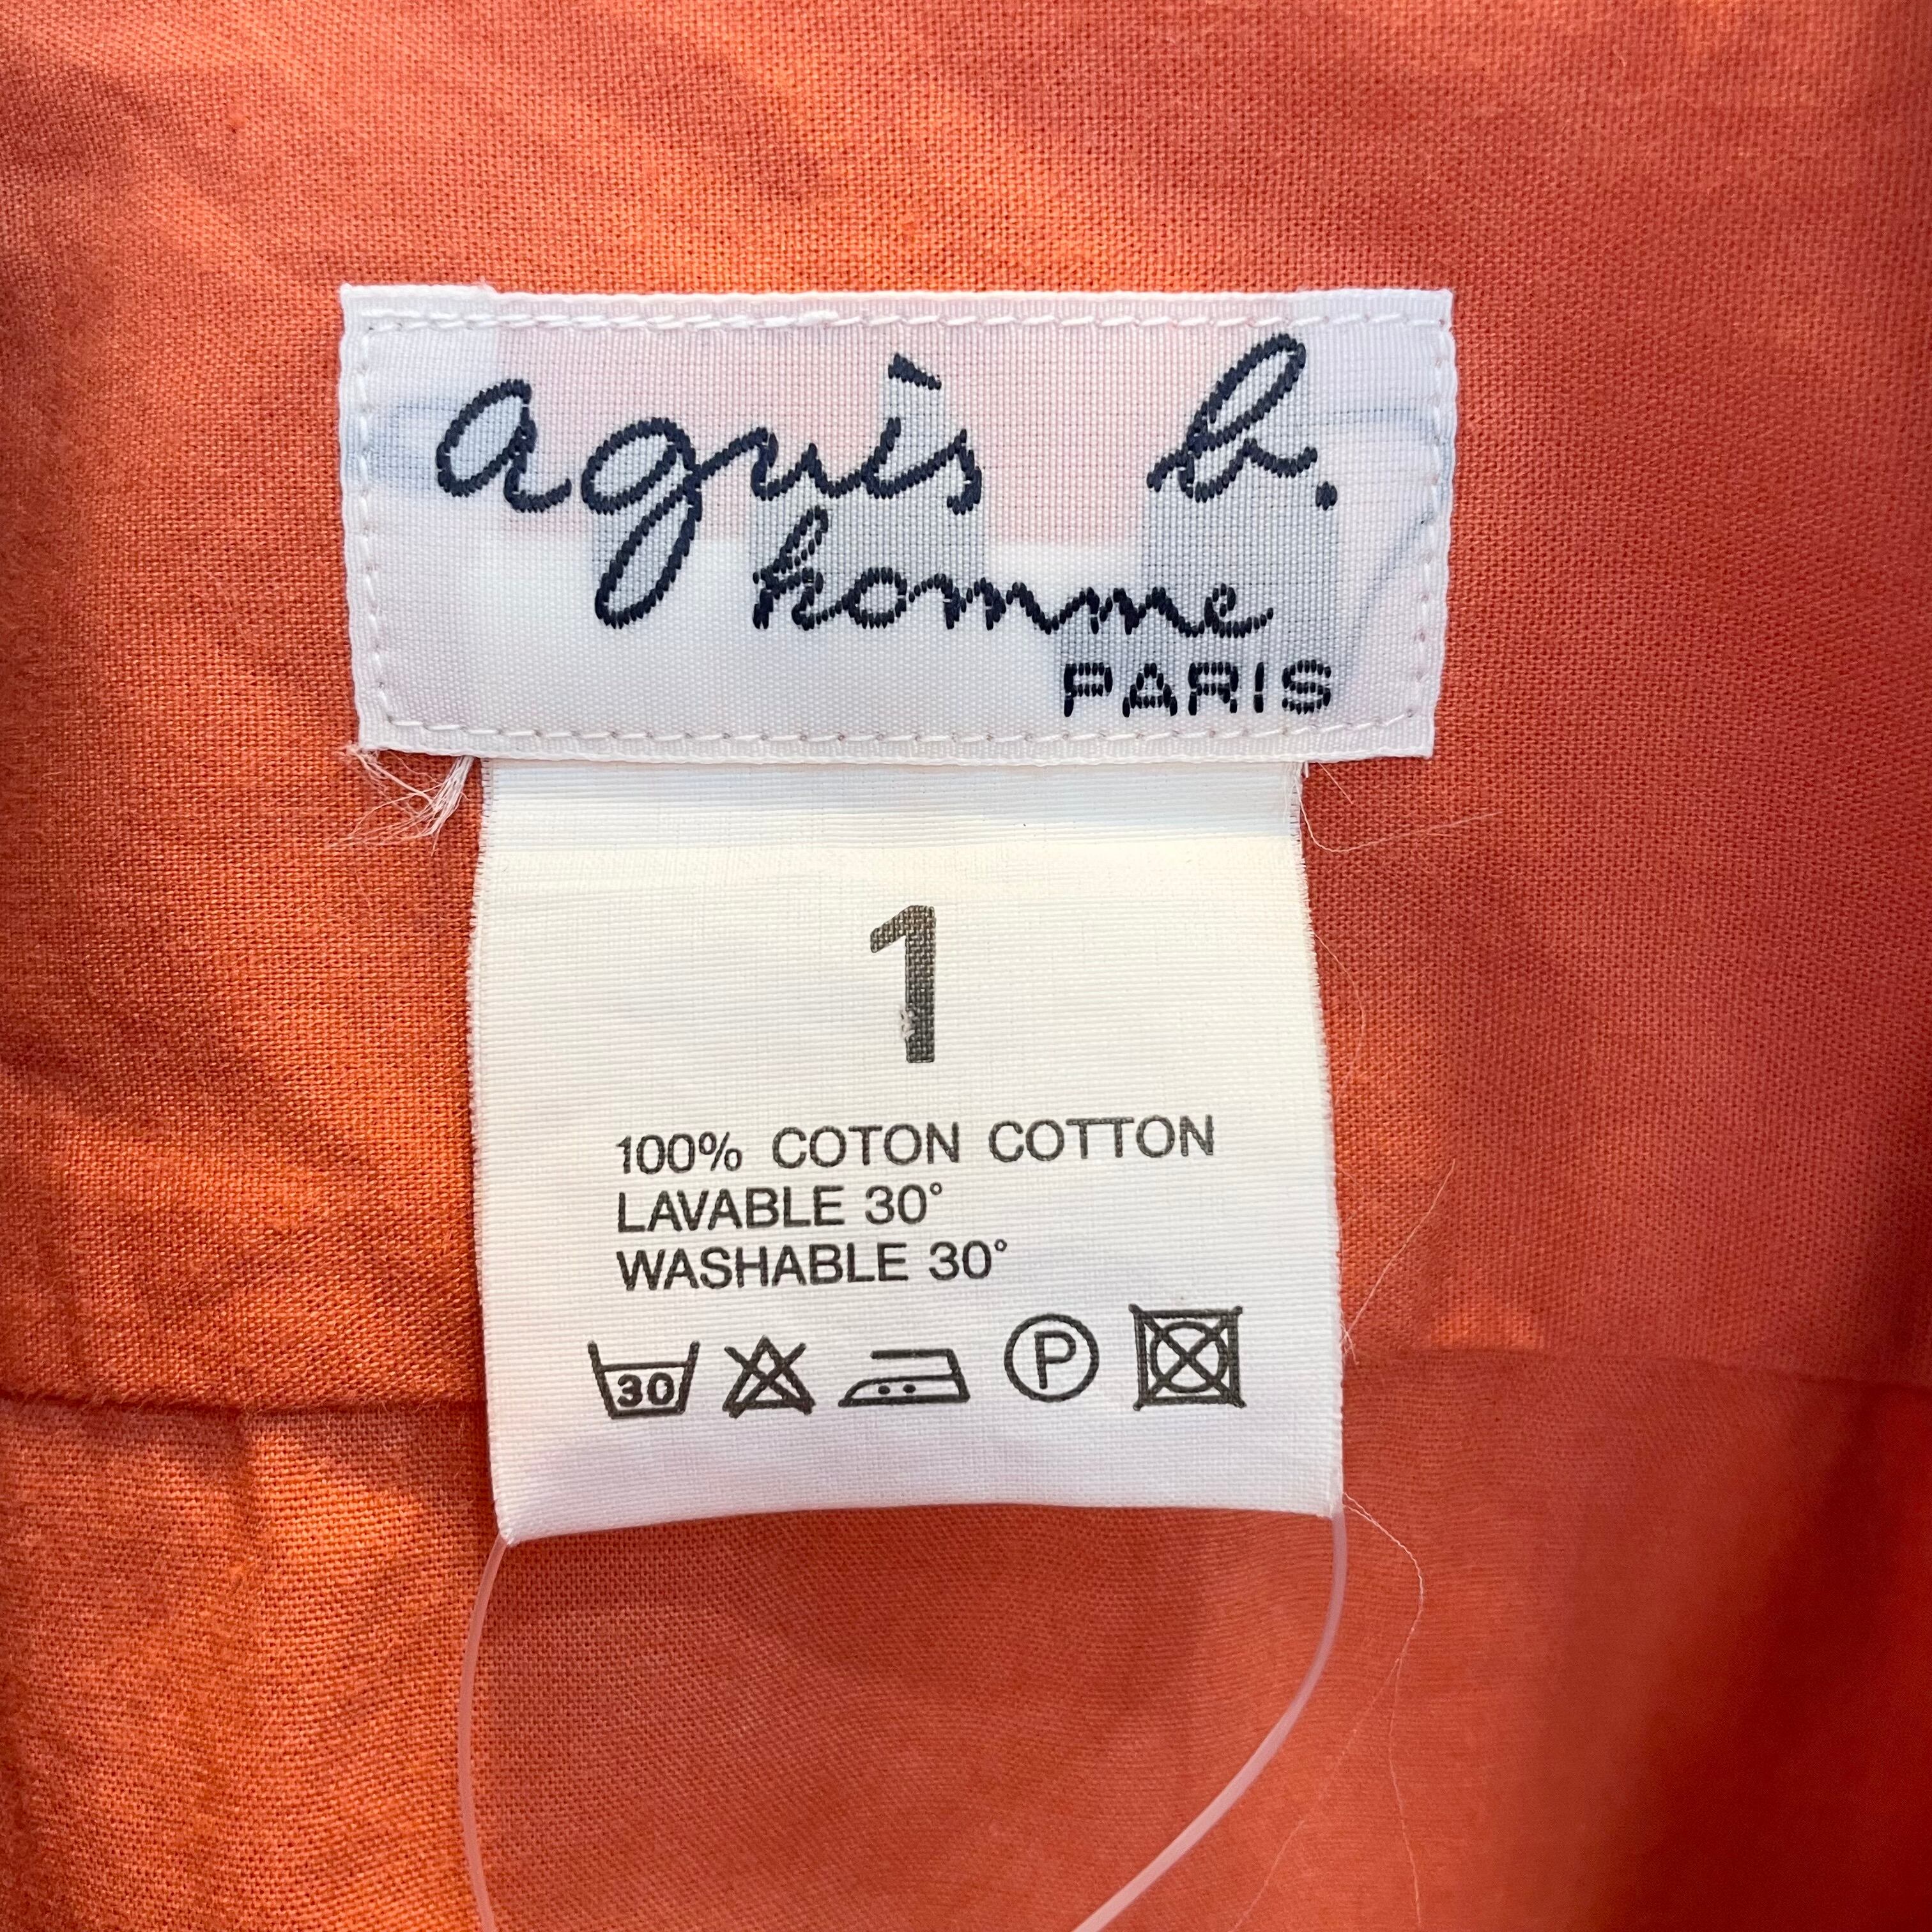 agnès b.
homme
PARIS
1
100% COTON COTTON
LAVABLE 30°
WASHABLE 30°
30 P